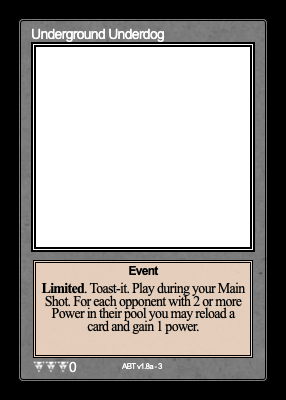 Underground Underdog
Event
Limited. Toast-it. Play during your Main
Shot. For each opponent with 2 or more
Power in their pool you may reload a
card and gain 1 power.
0
ABT v1.8a - 3